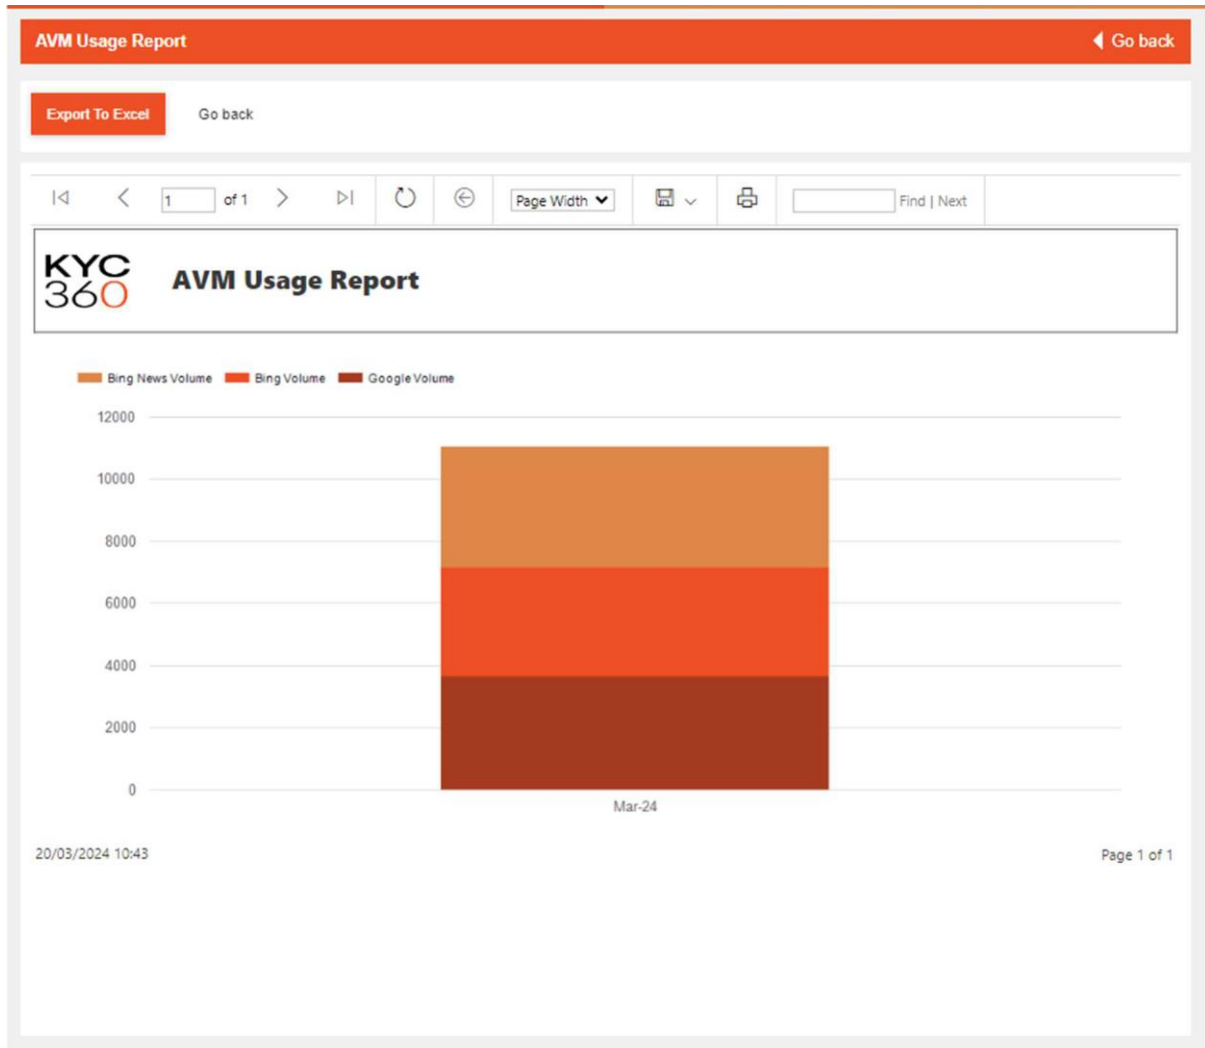 AVM Usage Report
Go back
Export To Excel Go back
1 of 1 Page Width Find | Next
KYC
360
AVM Usage Report
Bing News Volume Bing Volume Google Volume
12000
10000
8000
6000
4000
2000
0
Mar-24
20/03/2024 10:43
Page 1 of 1